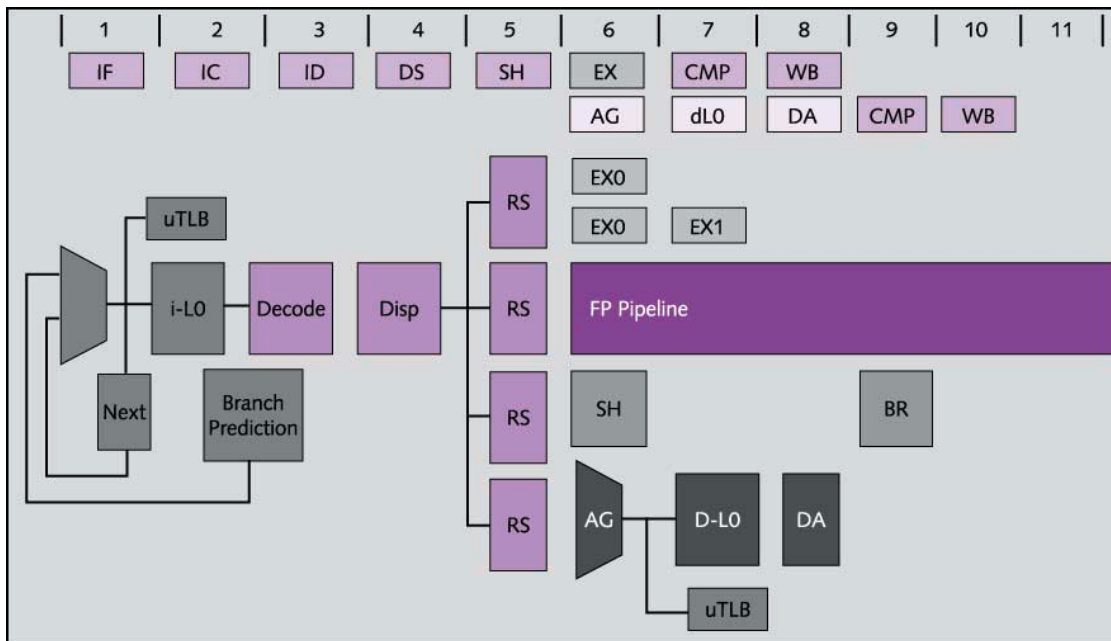 1 2 3 4 5 6 7 8 9 10 11
IF IC ID DS SH EX CMP WB
AG dL0 DA CMP WB
RS EX0
uTLB
EX0 EX1
i-L0 Decode Disp RS FP Pipeline
Next
Branch
Prediction
RS SH BR
RS AG D-L0 DA
uTLB